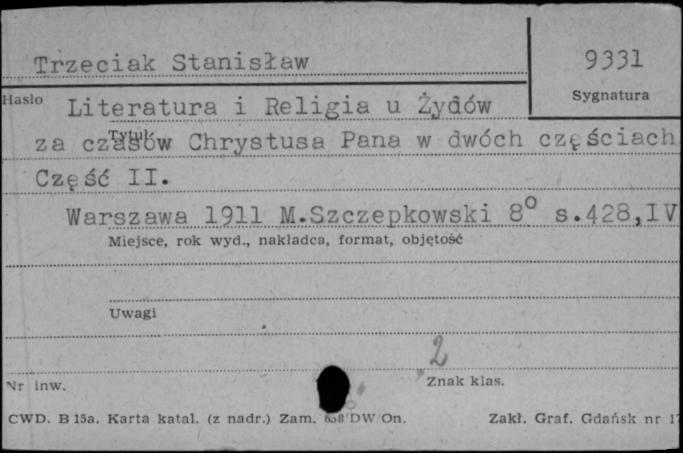 Trzeciak Stanisław
9331
Hasło
Sygnatura
Literatura i Religia u Żydów
Tytuł
za czasów Chrystusa Pana w dwóch częściach
Część II.
Warszawa 1911 M.Szczepkowski 8° s.428,IV
Miejsce, rok wyd., nakładca, format, objętość
Uwagi
2
Nr inw.
Znak klas.
CWD. B 15a. Karta katal. (z nadr.) Zam. DW/On.
Zakł. Graf. Gdańsk nr